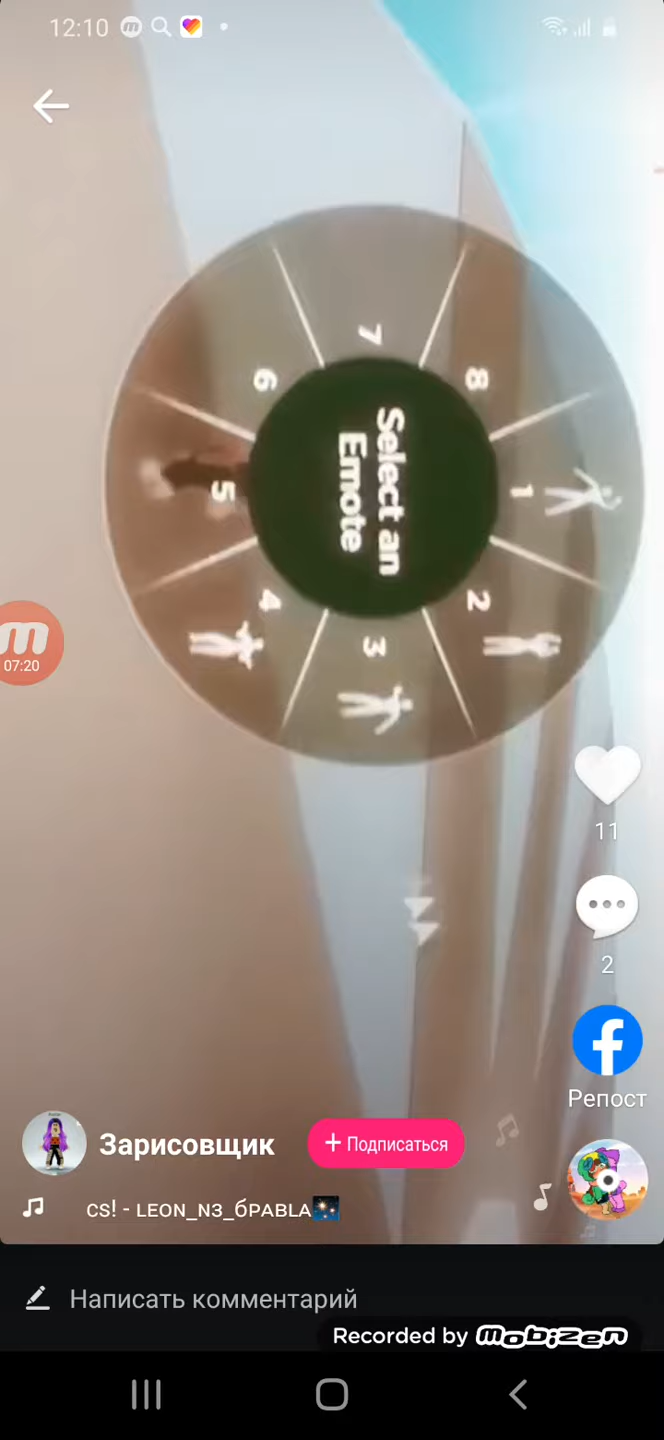 12:10
7
6
8
Select an
Emote
5
1
4
2
3
07:20
11
2
Репост
Зарисовщик
+ Подписаться
CS! - LEON_N3_бPABLA
Написать комментарий
Recorded by mobizen